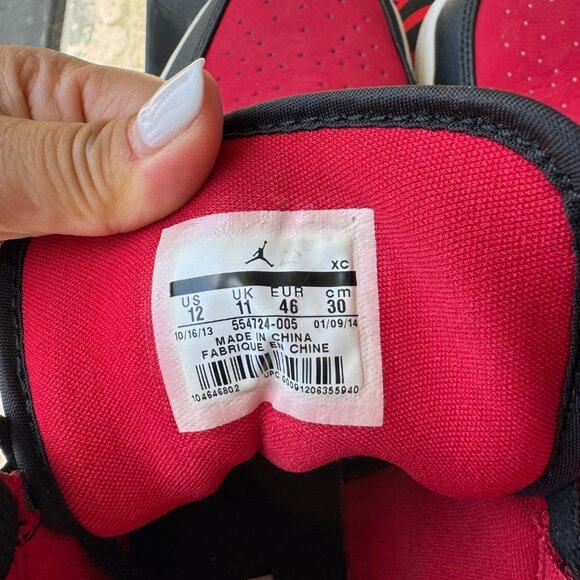 XC
US UK EUR cm
12 11 46 30
10/16/13 554724-005 01/09/14
MADE IN CHINA
FABRIQUE EN CHINE
104646802 UPC:00091206355940